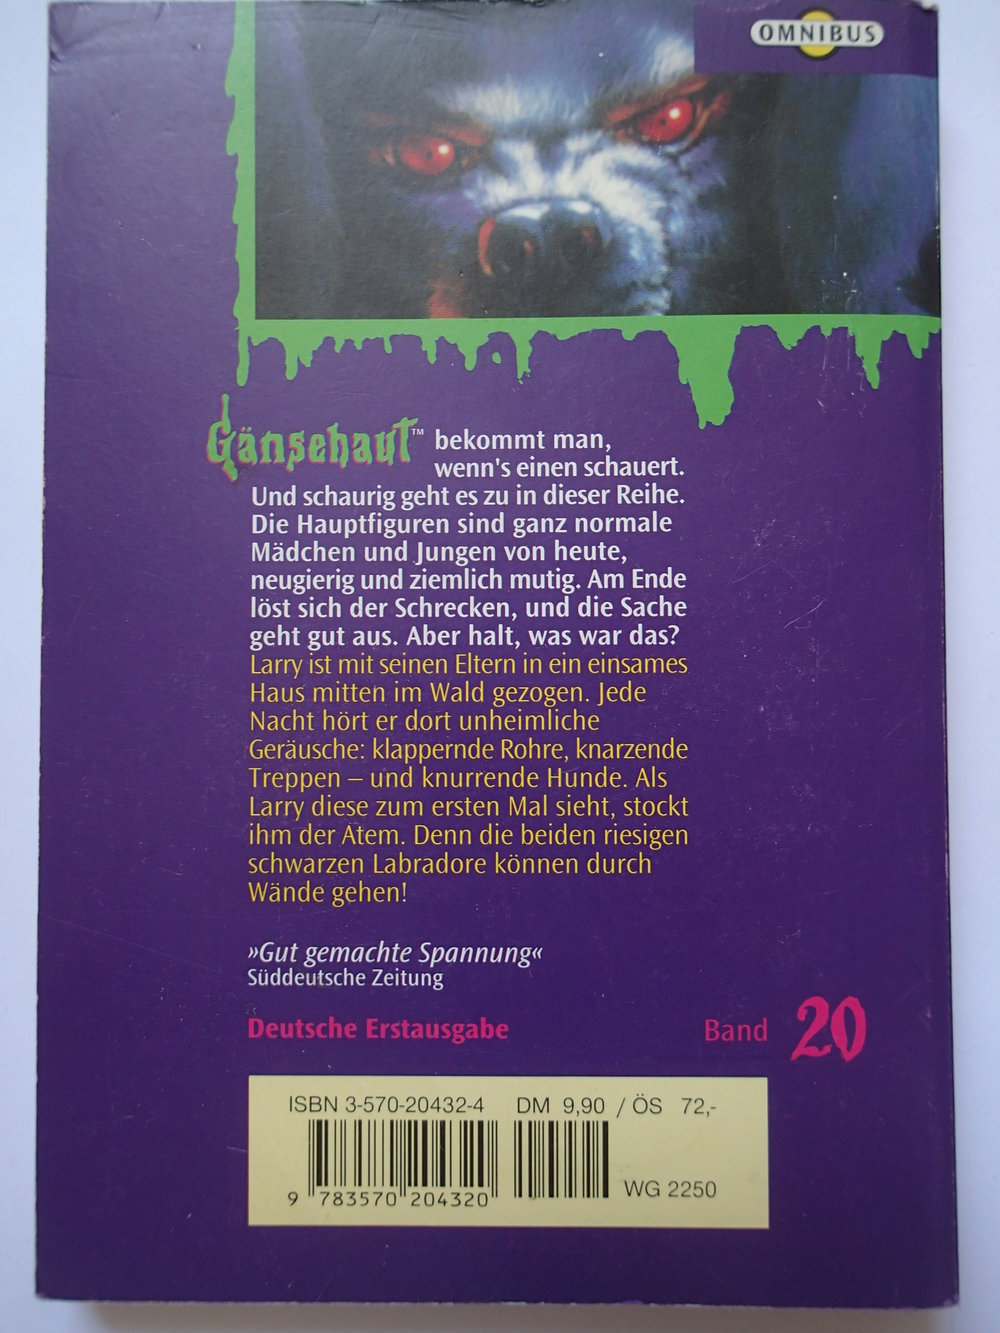 OMNIBUS
Gänsehaut™ bekommt man,
wenn's einen schauert.
Und schaurig geht es zu in dieser Reihe.
Die Hauptfiguren sind ganz normale
Mädchen und Jungen von heute,
neugierig und ziemlich mutig. Am Ende
löst sich der Schrecken, und die Sache
geht gut aus. Aber halt, was war das?
Larry ist mit seinen Eltern in ein einsames
Haus mitten im Wald gezogen. Jede
Nacht hört er dort unheimliche
Geräusche: klappernde Rohre, knarzende
Treppen – und knurrende Hunde. Als
Larry diese zum ersten Mal sieht, stockt
ihm der Atem. Denn die beiden riesigen
schwarzen Labradore können durch
Wände gehen!
»Gut gemachte Spannung«
Süddeutsche Zeitung
Deutsche Erstausgabe Band 20
ISBN 3-570-20432-4 DM 9,90 / ÖS 72,-
9 783570 204320 WG 2250